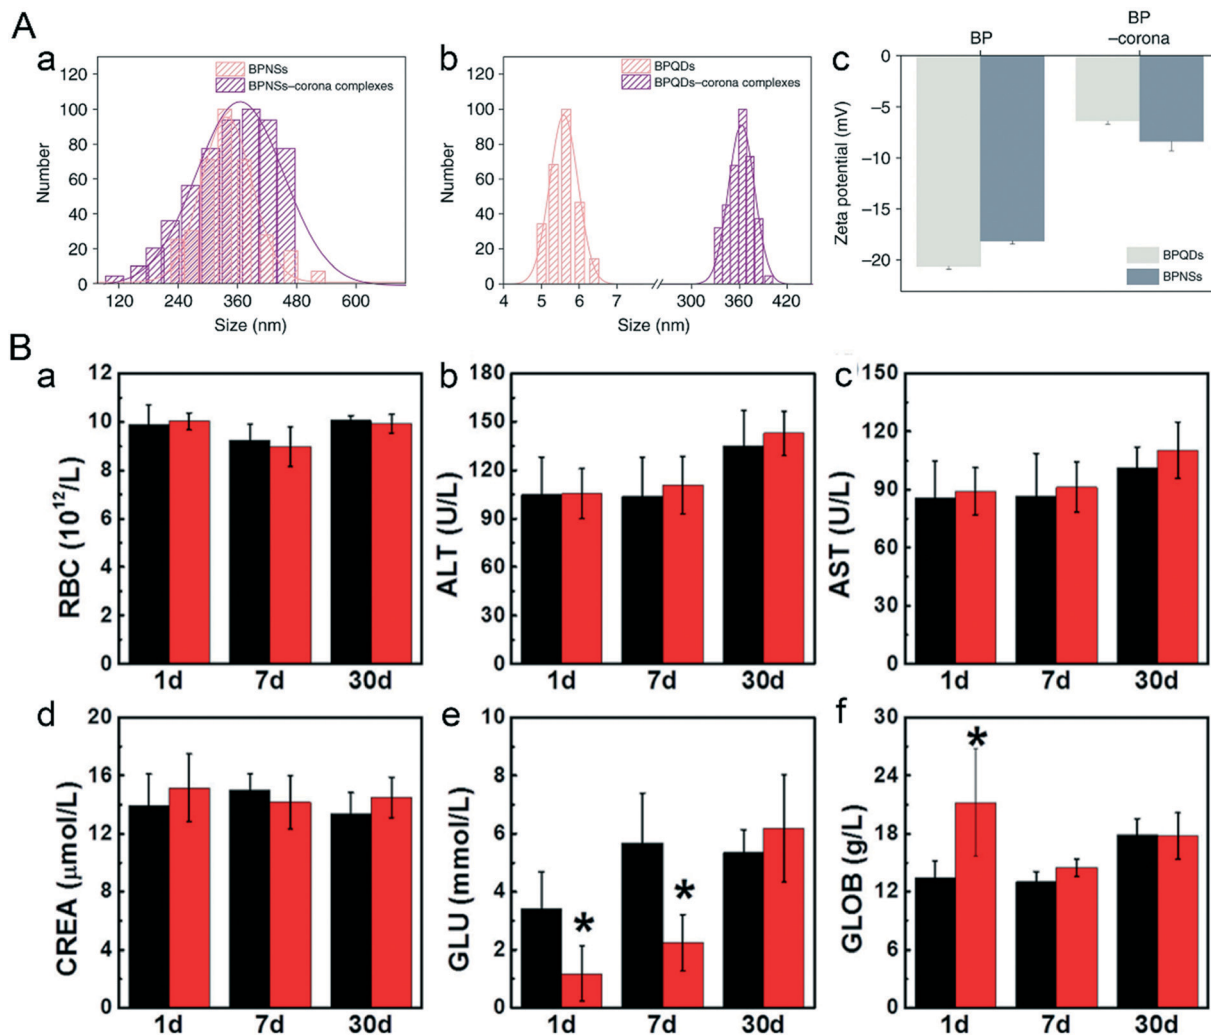 A
a
120
100
80
60
40
20
0
Number
BPNSs
BPNSs–corona complexes
120 240 360 480 600
Size (nm)
b
120
100
80
60
40
20
0
Number
BPQDs
BPQDs–corona complexes
4 5 6 7 300 360 420
Size (nm)
c
BP
BP
–corona
0
−5
−10
−15
−20
Zeta potential (mV)
BPQDs
BPNSs
B
a
12
10
8
6
4
2
0
RBC (10¹²/L)
1d 7d 30d
b
180
150
120
90
60
30
0
ALT (U/L)
1d 7d 30d
c
150
120
90
60
30
0
AST (U/L)
1d 7d 30d
d
20
16
12
8
4
0
CREA (μmol/L)
1d 7d 30d
e
10
8
6
4
2
0
GLU (mmol/L)
* *
1d 7d 30d
f
30
24
18
12
6
0
GLOB (g/L)
*
1d 7d 30d